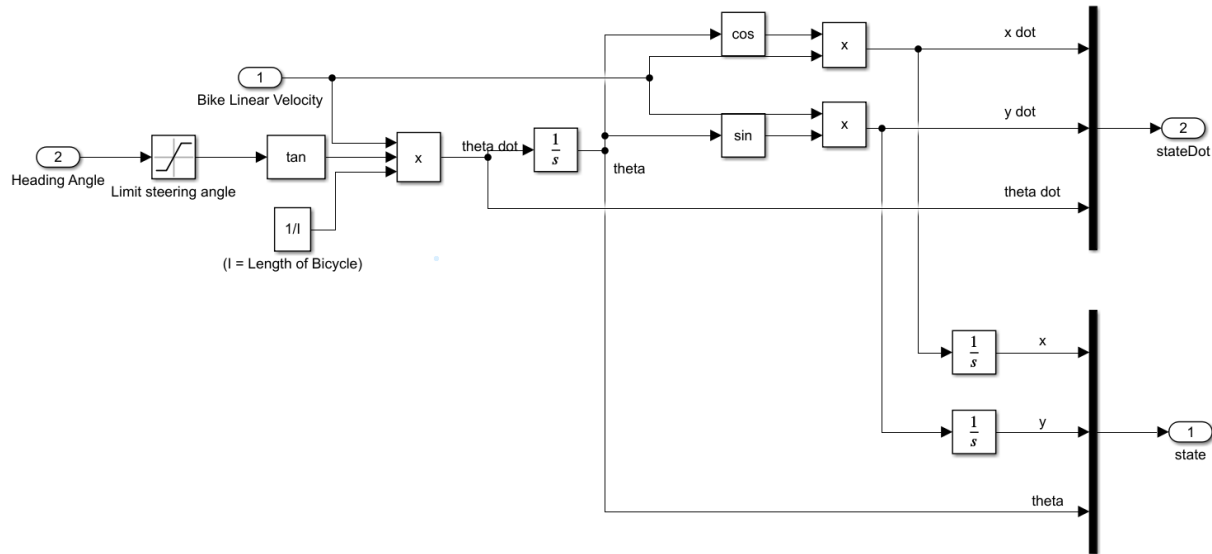 cos
x
x dot
1
Bike Linear Velocity
x
y dot
2
stateDot
sin
2
Heading Angle
Limit steering angle
tan
x
theta dot
1
s
theta
theta dot
1/l
(l = Length of Bicycle)
1
s
x
1
s
y
1
state
theta